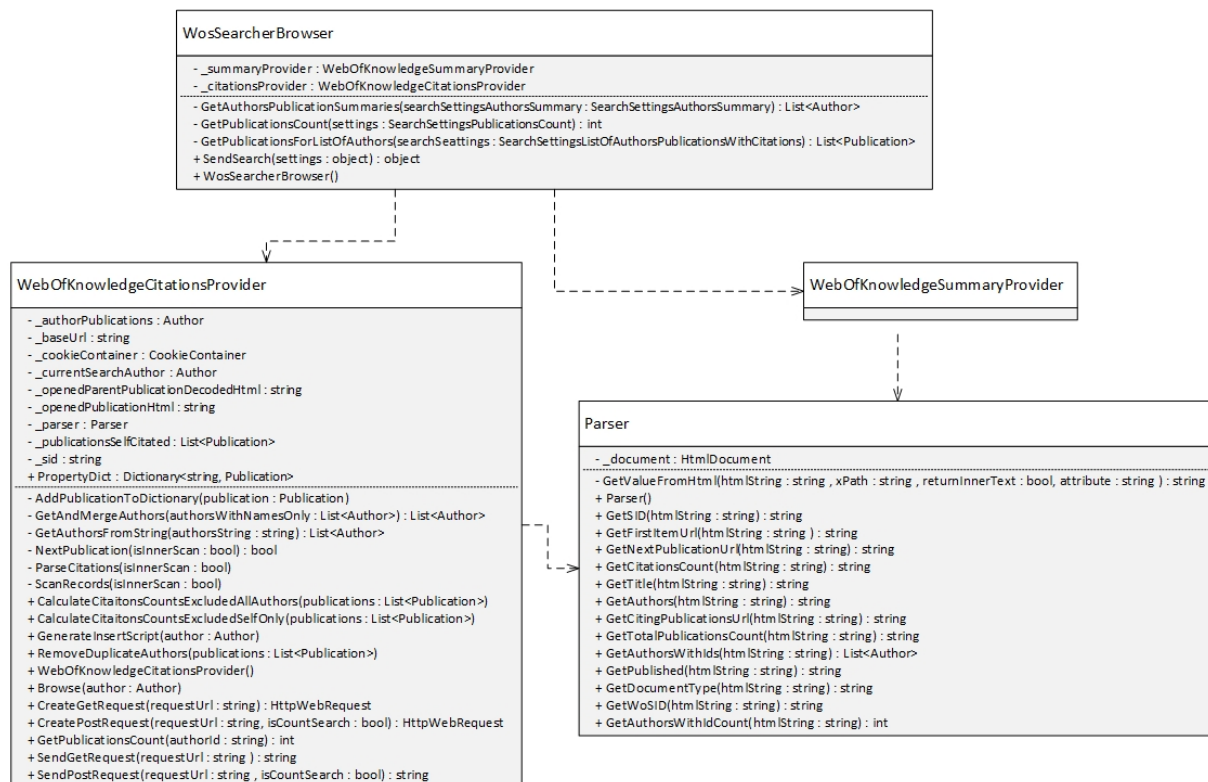 WosSearcherBrowser
- _summaryProvider : WebOfKnowledgeSummaryProvider
- _citationsProvider : WebOfKnowledgeCitationsProvider
- GetAuthorsPublicationSummaries(searchSettingsAuthorsSummary : SearchSettingsAuthorsSummary) : List<Author>
- GetPublicationsCount(settings : SearchSettingsPublicationsCount) : int
- GetPublicationsForListOfAuthors(searchSeattings : SearchSettingsListOfAuthorsPublicationsWithCitations) : List<Publication>
+ SendSearch(settings : object) : object
+ WosSearcherBrowser()
WebOfKnowledgeCitationsProvider
- _authorPublications : Author
- _baseUrl : string
- _cookieContainer : CookieContainer
- _currentSearchAuthor : Author
- _openedParentPublicationDecodedHtml : string
- _openedPublicationHtml : string
- _parser : Parser
- _publicationsSelfCitated : List<Publication>
- _sid : string
+ PropertyDict : Dictionary<string, Publication>
- AddPublicationToDictionary(publication : Publication)
- GetAndMergeAuthors(authorsWithNamesOnly : List<Author>) : List<Author>
- GetAuthorsFromString(authorsString : string) : List<Author>
- NextPublication(isInnerScan : bool) : bool
- ParseCitations(isInnerScan : bool)
- ScanRecords(isInnerScan : bool)
+ CalculateCitaitonsCountsExcludedAllAuthors(publications : List<Publication>)
+ CalculateCitaitonsCountsExcludedSelfOnly(publications : List<Publication>)
+ GenerateInsertScript(author : Author)
+ RemoveDuplicateAuthors(publications : List<Publication>)
+ WebOfKnowledgeCitationsProvider()
+ Browse(author : Author)
+ CreateGetRequest(requestUrl : string) : HttpWebRequest
+ CreatePostRequest(requestUrl : string, isCountSearch : bool) : HttpWebRequest
+ GetPublicationsCount(authorId : string) : int
+ SendGetRequest(requestUrl : string ) : string
+ SendPostRequest(requestUrl : string , isCountSearch : bool) : string
WebOfKnowledgeSummaryProvider
Parser
- _document : HtmlDocument
- GetValueFromHtml(htmlString : string , xPath : string , returnInnerText : bool, attribute : string ) : string
+ Parser()
+ GetSID(htmlString : string) : string
+ GetFirstItemUrl(htmlString : string ) : string
+ GetNextPublicationUrl(htmlString : string) : string
+ GetCitationsCount(htmlString : string) : string
+ GetTitle(htmlString : string) : string
+ GetAuthors(htmlString : string) : string
+ GetCitingPublicationsUrl(htmlString : string) : string
+ GetTotalPublicationsCount(htmlString : string) : string
+ GetAuthorsWithIds(htmlString : string) : List<Author>
+ GetPublished(htmlString : string) : string
+ GetDocumentType(htmlString : string) : string
+ GetWoSID(htmlString : string) : string
+ GetAuthorsWithIdCount(htmlString : string) : int